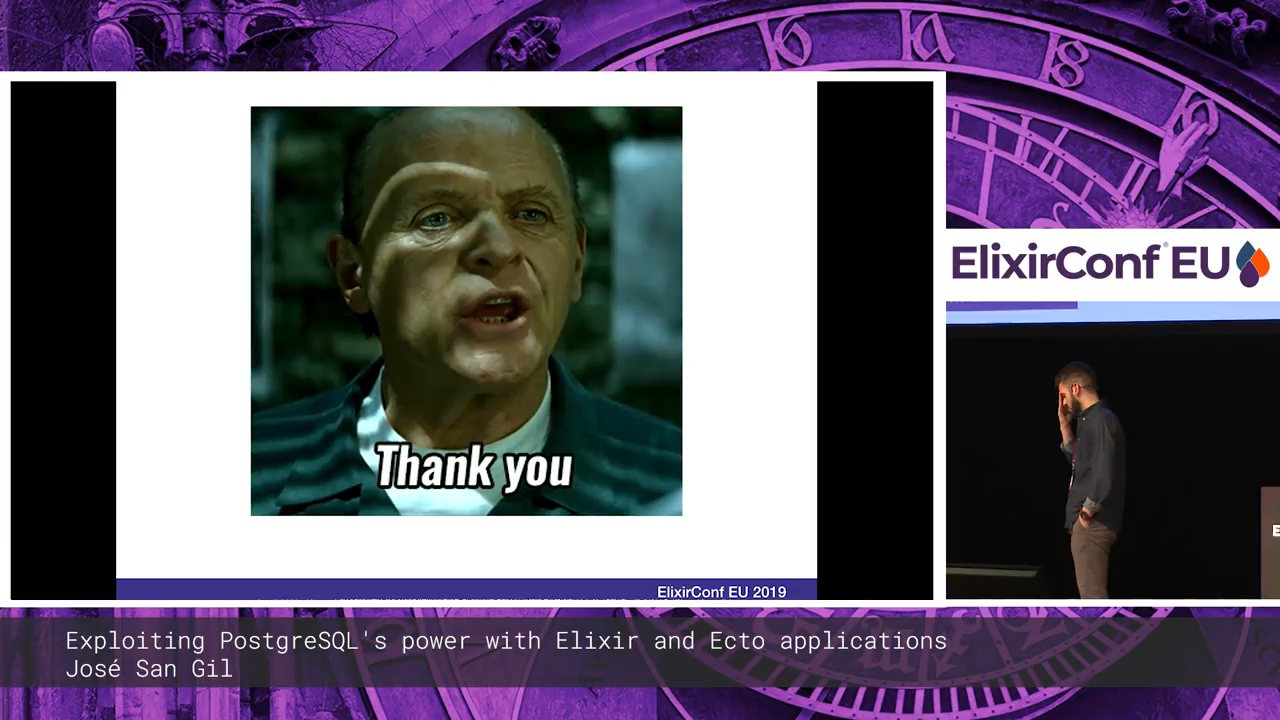 ElixirConf® EU
Thank you
ElixirConf EU 2019
Exploiting PostgreSQL's power with Elixir and Ecto applications
José San Gil